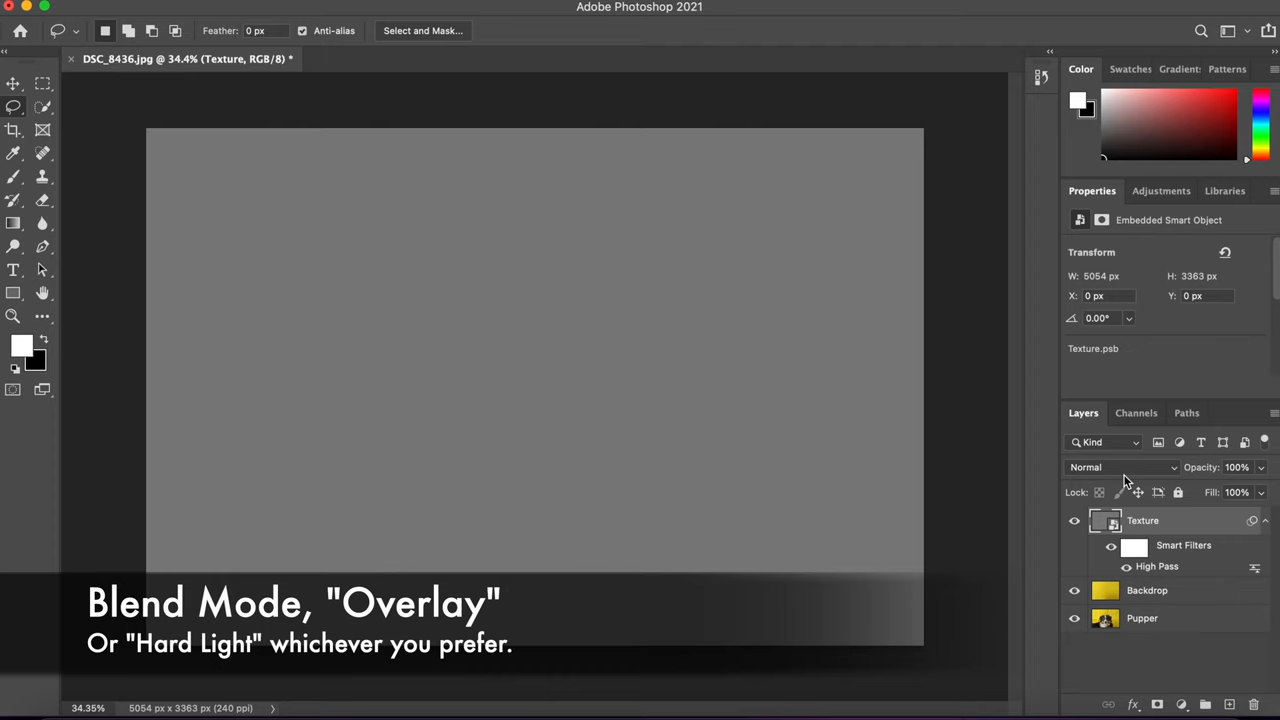 Adobe Photoshop 2021
Feather: 0 px Anti-alias Select and Mask...
× DSC_8436.jpg @ 34.4% (Texture, RGB/8) *
Color Swatches Gradient: Patterns
Properties Adjustments Libraries
Embedded Smart Object
Transform
W: 5054 px H: 3363 px
X: 0 px Y: 0 px
0.00°
Texture.psb
Layers Channels Paths
Kind
Normal Opacity: 100%
Lock: Fill: 100%
Texture
Smart Filters
High Pass
Backdrop
Pupper
Blend Mode, "Overlay"
Or "Hard Light" whichever you prefer.
34.35% 5054 px x 3363 px (240 ppi)